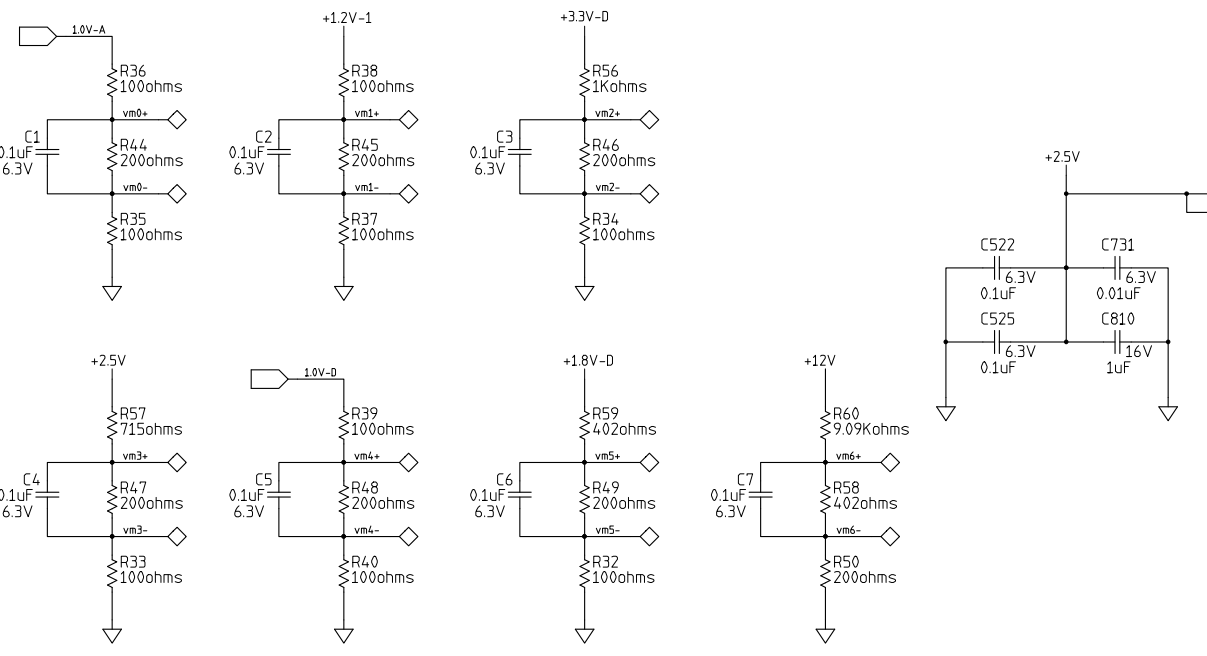 1.0V-A
R36
100ohms
vm0+
C1
0.1uF
6.3V
R44
200ohms
vm0-
R35
100ohms
+1.2V-1
R38
100ohms
vm1+
C2
0.1uF
6.3V
R45
200ohms
vm1-
R37
100ohms
+3.3V-D
R56
1Kohms
vm2+
C3
0.1uF
6.3V
R46
200ohms
vm2-
R34
100ohms
+2.5V
C522
6.3V
0.1uF
C731
6.3V
0.01uF
C525
6.3V
0.1uF
C810
16V
1uF
+2.5V
R57
715ohms
vm3+
C4
0.1uF
6.3V
R47
200ohms
vm3-
R33
100ohms
1.0V-D
R39
100ohms
vm4+
C5
0.1uF
6.3V
R48
200ohms
vm4-
R40
100ohms
+1.8V-D
R59
402ohms
vm5+
C6
0.1uF
6.3V
R49
200ohms
vm5-
R32
100ohms
+12V
R60
9.09Kohms
vm6+
C7
0.1uF
6.3V
R58
402ohms
vm6-
R50
200ohms